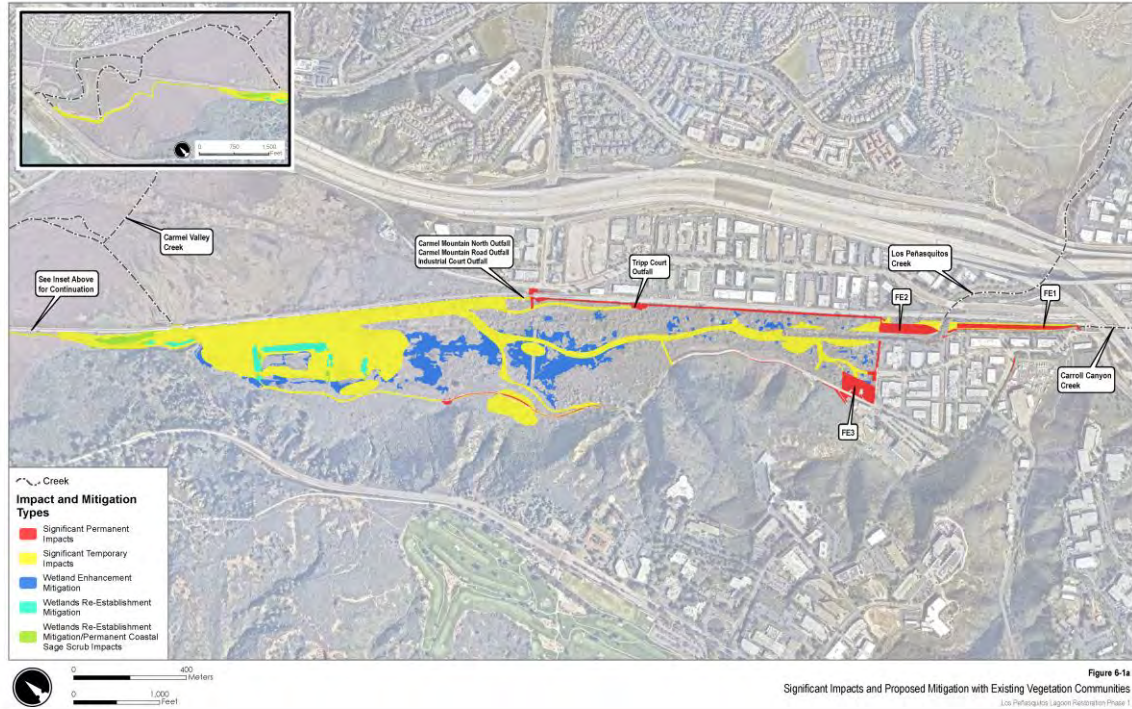 0 750 1,500
Feet
Carmel Valley
Creek
See Inset Above
for Continuation
Carmel Mountain North Outfall
Carmel Mountain Road Outfall
Industrial Court Outfall
Tripp Court
Outfall
Los Peñasquitos
Creek
FE2
FE1
Carroll Canyon
Creek
FE3
Creek
Impact and Mitigation
Types
Significant Permanent
Impacts
Significant Temporary
Impacts
Wetland Enhancement
Mitigation
Wetlands Re-Establishment
Mitigation
Wetlands Re-Establishment
Mitigation/Permanent Coastal
Sage Scrub Impacts
0 400
Meters
0 1,000
Feet
Figure 6-1a
Significant Impacts and Proposed Mitigation with Existing Vegetation Communities
Los Peñasquitos Lagoon Restoration Phase 1